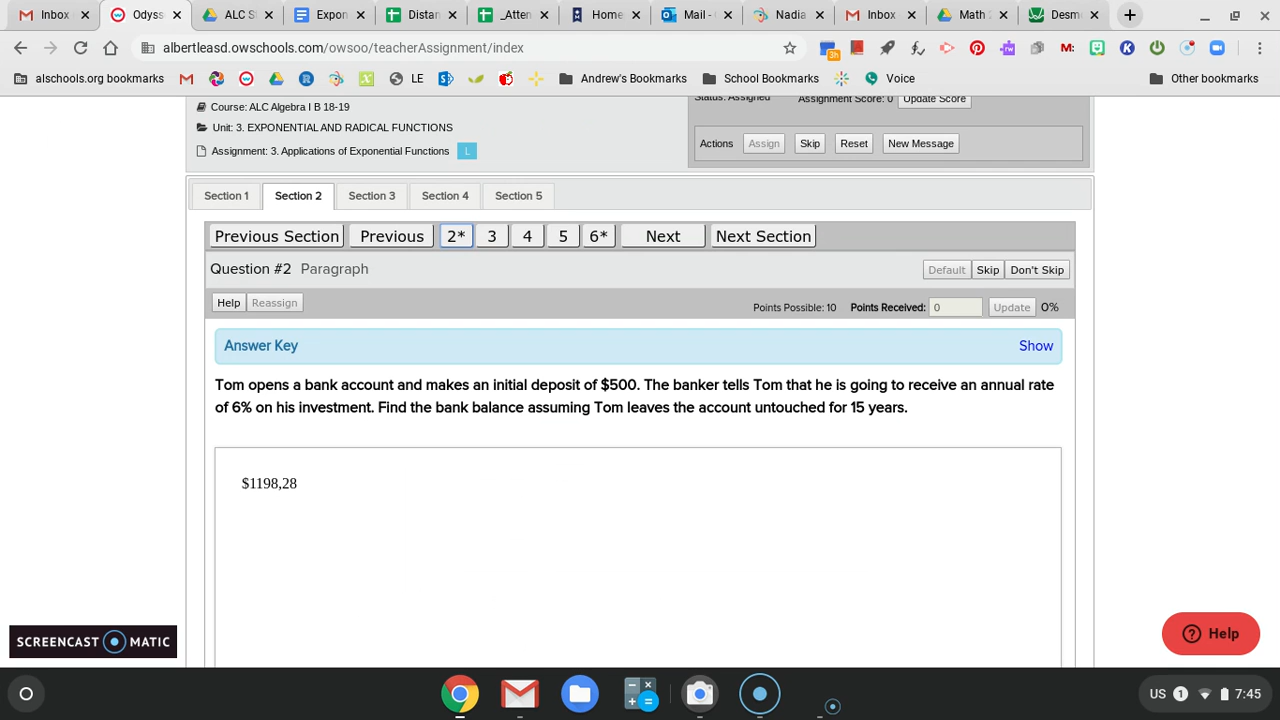 Inbox
Odyss
ALC S
Expon
Distan
_Atten
Home
Mail -
Nadia
Inbox
Math
Desm
albertleasd.owschools.com/owsoo/teacherAssignment/index
3h
M:
K
alschools.org bookmarks
LE
Andrew's Bookmarks
School Bookmarks
Voice
Other bookmarks
Course: ALC Algebra I B 18-19
Status: Assigned Assignment Score: 0 Update Score
Unit: 3. EXPONENTIAL AND RADICAL FUNCTIONS
Actions Assign Skip Reset New Message
Assignment: 3. Applications of Exponential Functions L
Section 1 Section 2 Section 3 Section 4 Section 5
Previous Section Previous 2* 3 4 5 6* Next Next Section
Question #2 Paragraph Default Skip Don't Skip
Help Reassign Points Possible: 10 Points Received: 0 Update 0%
Answer Key Show
Tom opens a bank account and makes an initial deposit of $500. The banker tells Tom that he is going to receive an annual rate
of 6% on his investment. Find the bank balance assuming Tom leaves the account untouched for 15 years.
$1198,28
SCREENCAST MATIC
Help
US 1 7:45